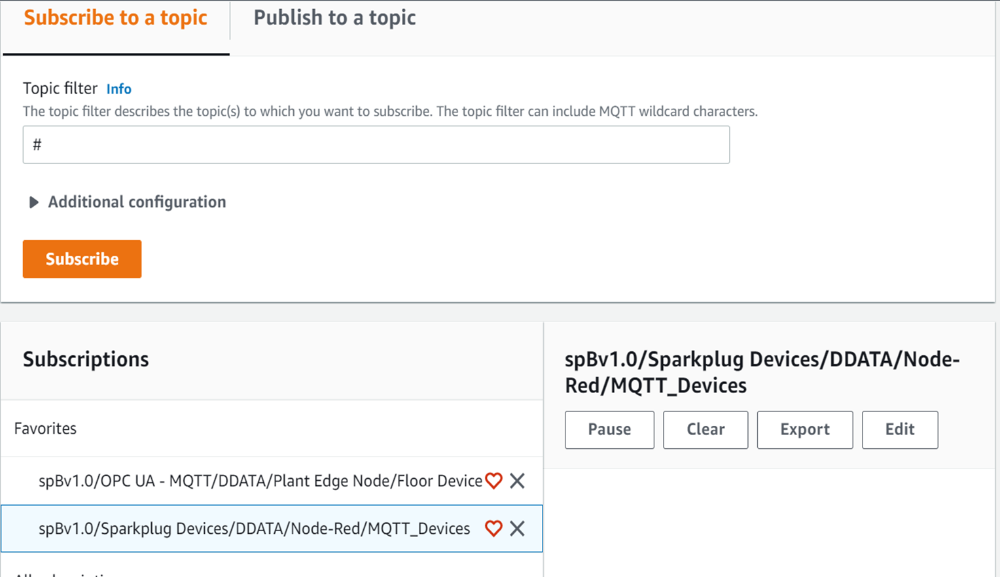 Subscribe to a topic
Publish to a topic
Topic filter Info
The topic filter describes the topic(s) to which you want to subscribe. The topic filter can include MQTT wildcard characters.
#
Additional configuration
Subscribe
Subscriptions
Favorites
spBv1.0/OPC UA - MQTT/DDATA/Plant Edge Node/Floor Device
spBv1.0/Sparkplug Devices/DDATA/Node-Red/MQTT_Devices
spBv1.0/Sparkplug Devices/DDATA/Node-
Red/MQTT_Devices
Pause
Clear
Export
Edit